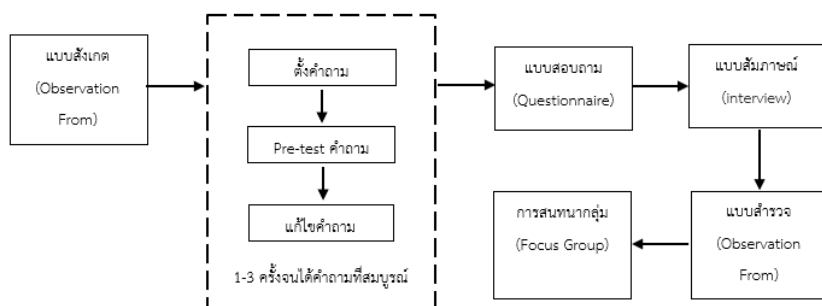 แบบสังเกต
(Observation
From)
ตั้งคำถาม
Pre-test คำถาม
แก้ไขคำถาม
1-3 ครั้งจนได้คำถามที่สมบูรณ์
แบบสอบถาม
(Questionnaire)
แบบสัมภาษณ์
(interview)
แบบสำรวจ
(Observation
From)
การสนทนากลุ่ม
(Focus Group)